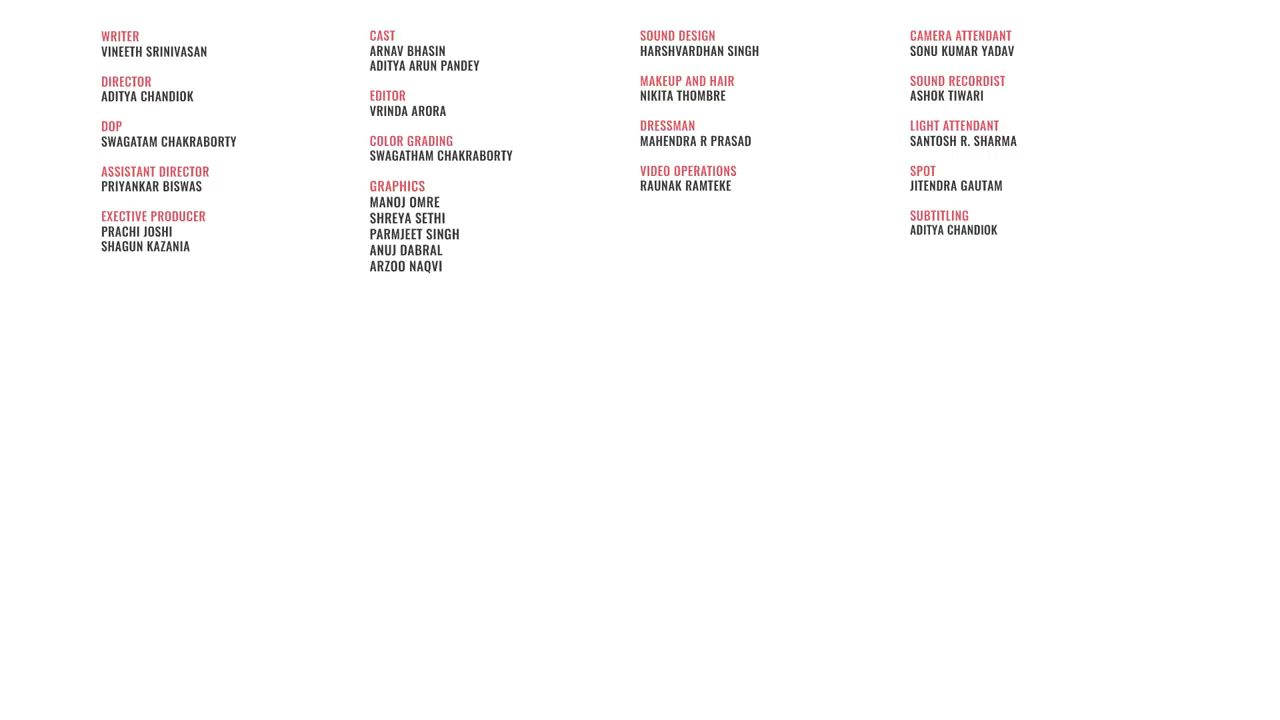 WRITER
VINEETH SRINIVASAN
DIRECTOR
ADITYA CHANDIOK
DOP
SWAGATAM CHAKRABORTY
ASSISTANT DIRECTOR
PRIYANKAR BISWAS
EXECTIVE PRODUCER
PRACHI JOSHI
SHAGUN KAZANIA
CAST
ARNAV BHASIN
ADITYA ARUN PANDEY
EDITOR
VRINDA ARORA
COLOR GRADING
SWAGATHAM CHAKRABORTY
GRAPHICS
MANOJ OMRE
SHREYA SETHI
PARMJEET SINGH
ANUJ DABRAL
ARZOO NAQVI
SOUND DESIGN
HARSHVARDHAN SINGH
MAKEUP AND HAIR
NIKITA THOMBRE
DRESSMAN
MAHENDRA R PRASAD
VIDEO OPERATIONS
RAUNAK RAMTEKE
CAMERA ATTENDANT
SONU KUMAR YADAV
SOUND RECORDIST
ASHOK TIWARI
LIGHT ATTENDANT
SANTOSH R. SHARMA
SPOT
JITENDRA GAUTAM
SUBTITLING
ADITYA CHANDIOK